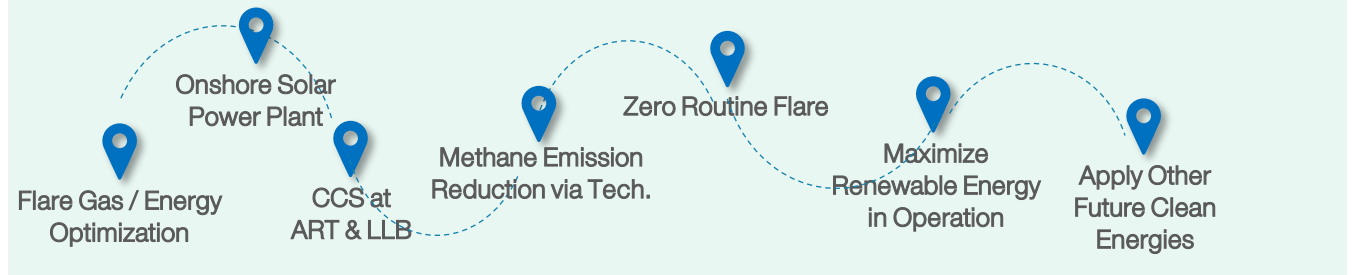 Flare Gas / Energy
Optimization
Onshore Solar
Power Plant
CCS at
ART & LLB
Methane Emission
Reduction via Tech.
Zero Routine Flare
Maximize
Renewable Energy
in Operation
Apply Other
Future Clean
Energies